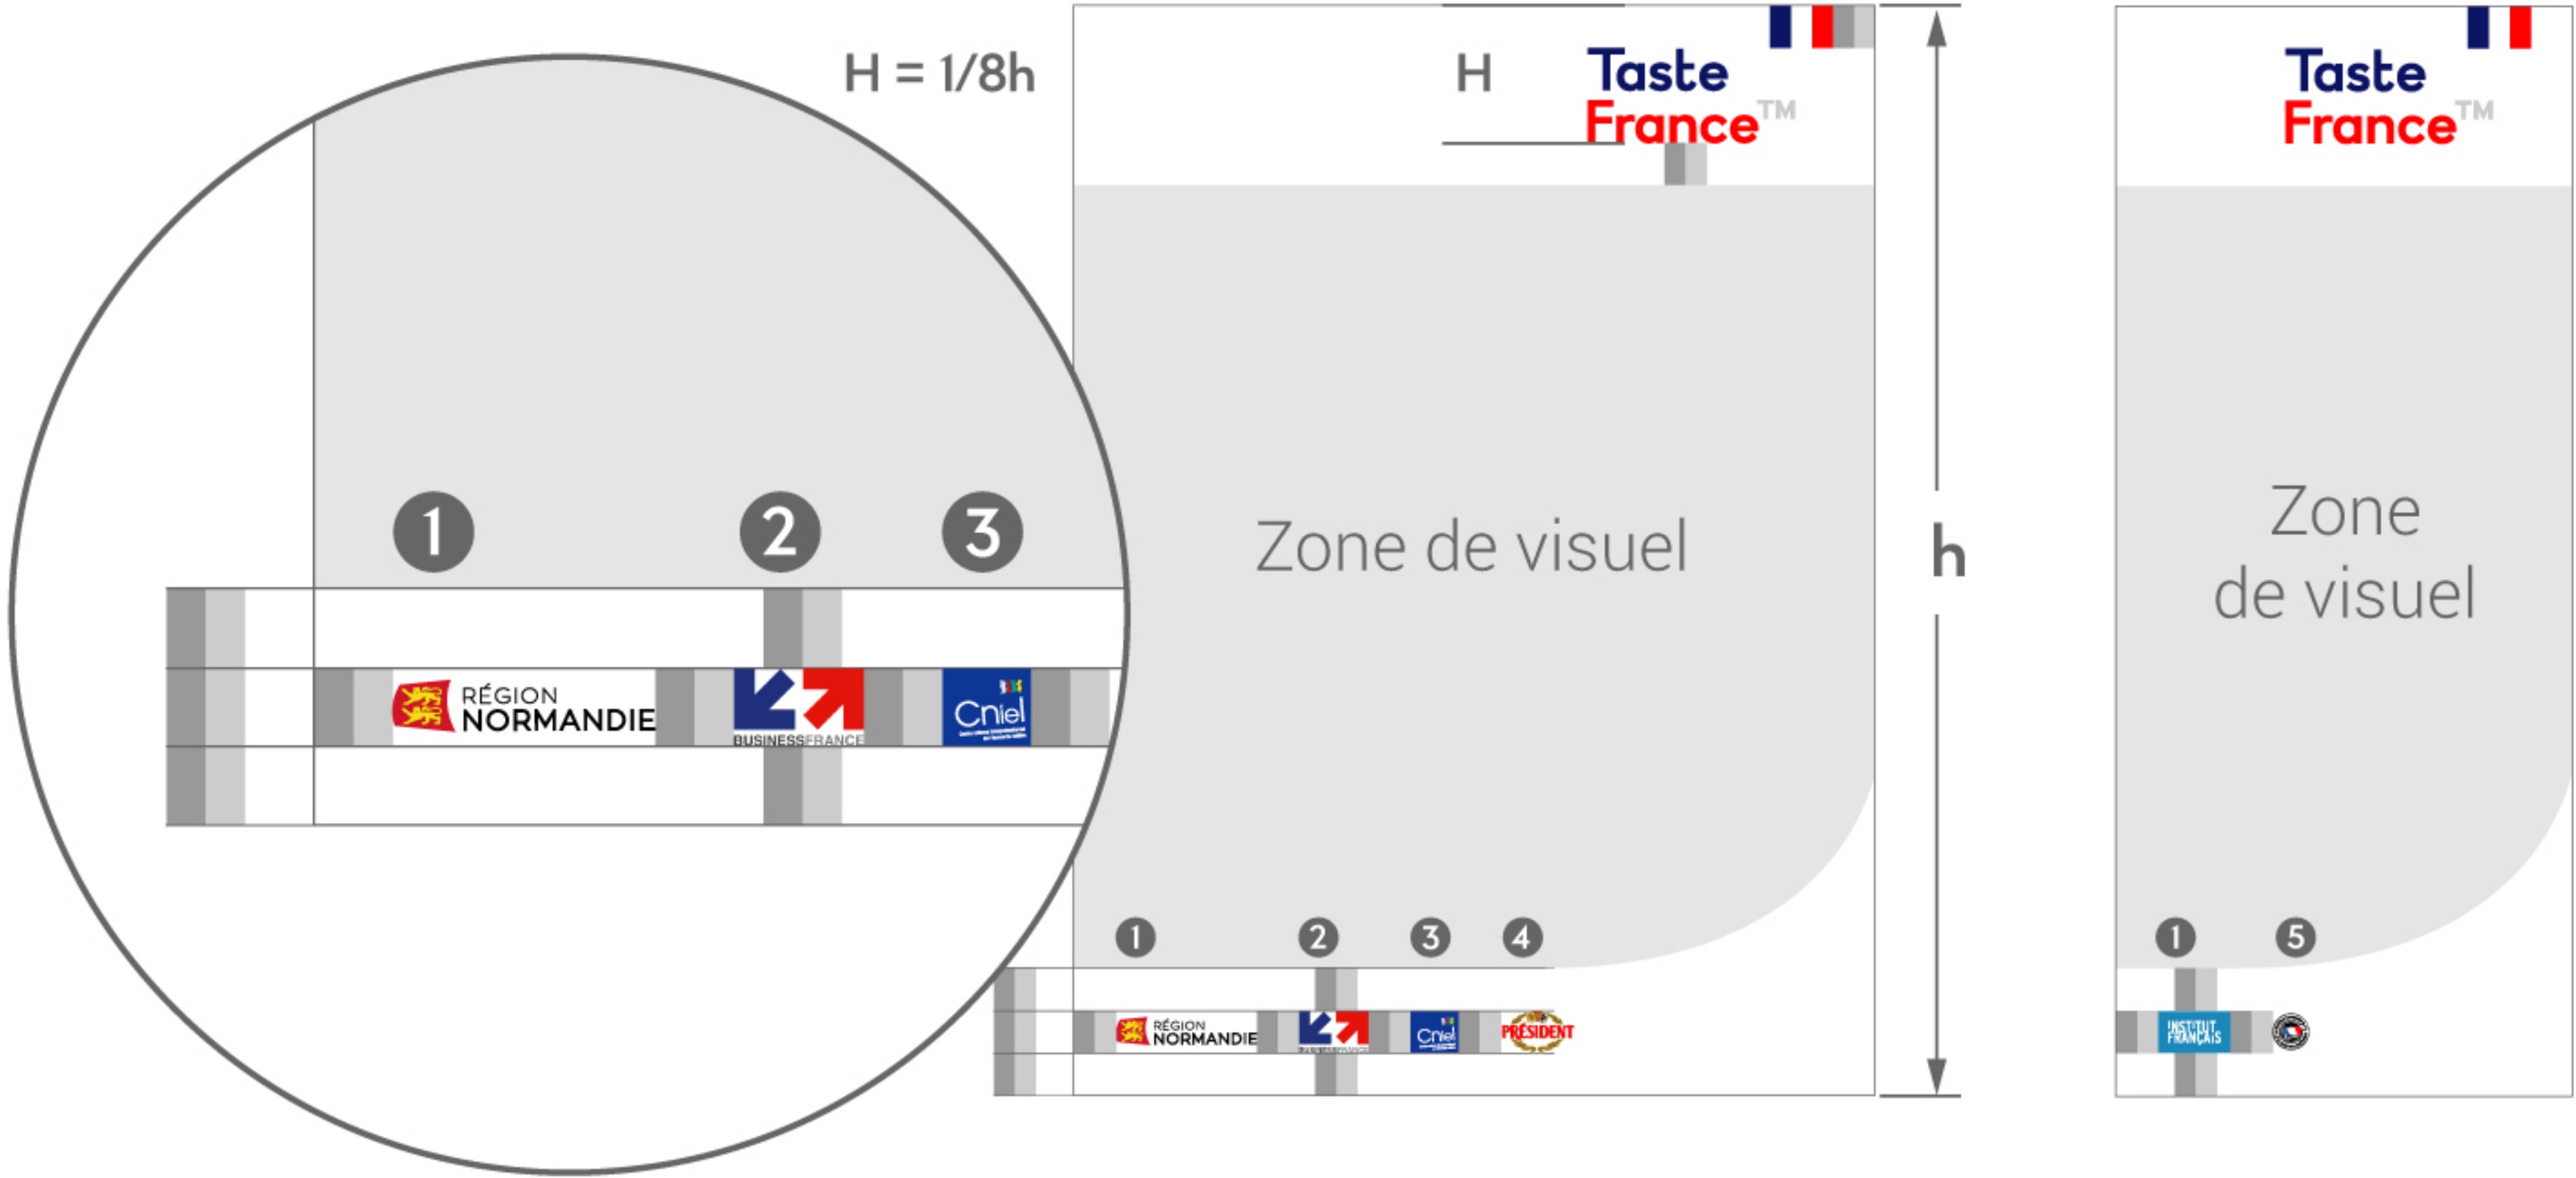 H = 1/8h
H
Taste
France™
Zone de visuel
h
1
2
3
RÉGION
NORMANDIE
BUSINESSFRANCE
Cniel
1
2
3
4
RÉGION
NORMANDIE
BUSINESSFRANCE
Cniel
PRÉSIDENT
Taste
France™
Zone
de visuel
1
5
INSTITUT
FRANÇAIS